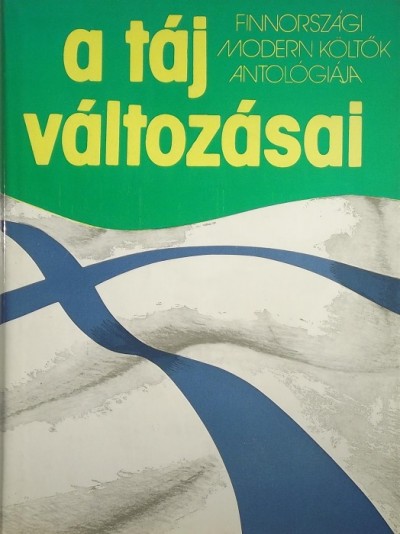 a táj
változásai
FINNORSZÁGI
MODERN KÖLTŐK
ANTOLÓGIÁJA